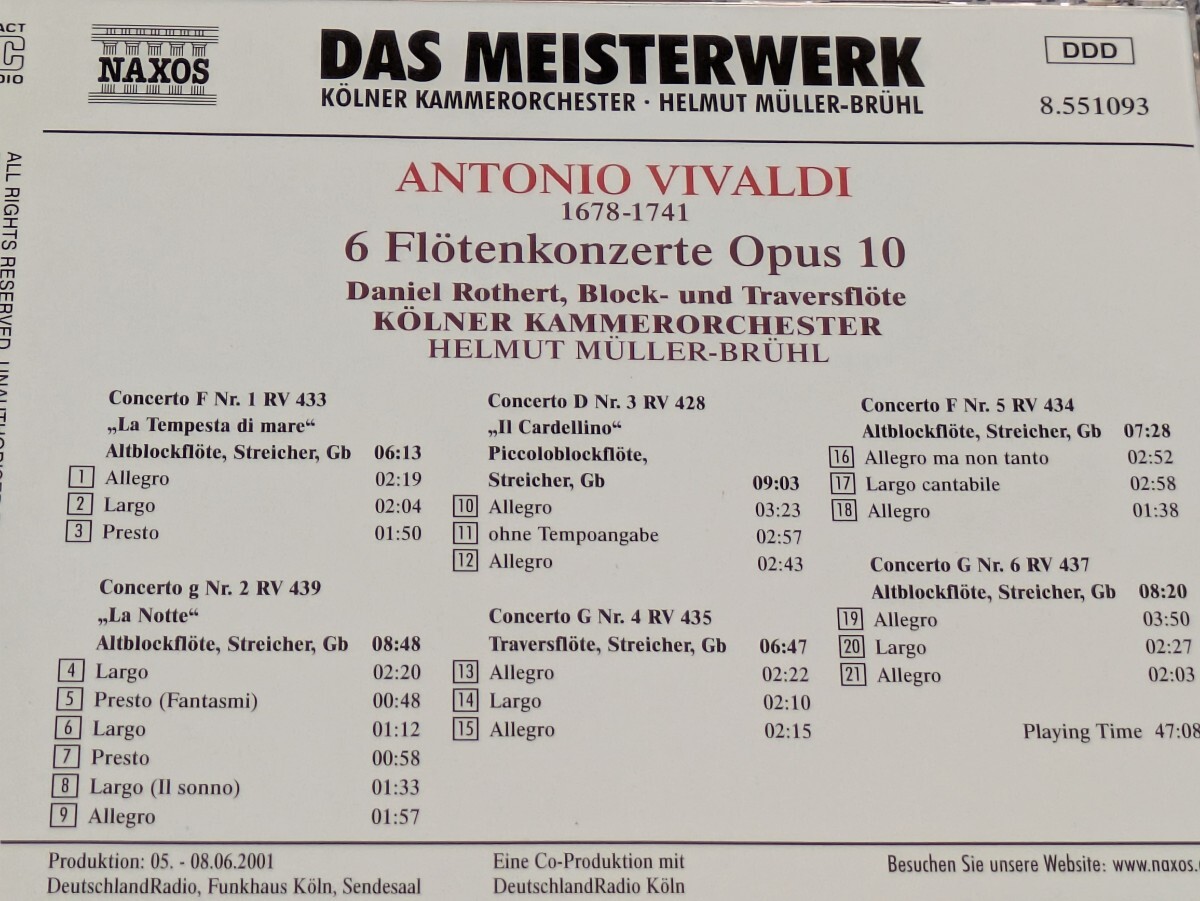 ACT
DIO
NAXOS
DAS MEISTERWERK
KÖLNER KAMMERORCHESTER · HELMUT MÜLLER-BRÜHL
DDD
8.551093
ALL RIGHTS RESERVED.
ANTONIO VIVALDI
1678-1741
6 Flötenkonzerte Opus 10
Daniel Rothert, Block- und Traversflöte
KÖLNER KAMMERORCHESTER
HELMUT MÜLLER-BRÜHL
Concerto F Nr. 1 RV 433
„La Tempesta di mare“
Altblockflöte, Streicher, Gb 06:13
1 Allegro 02:19
2 Largo 02:04
3 Presto 01:50
Concerto g Nr. 2 RV 439
„La Notte“
Altblockflöte, Streicher, Gb 08:48
4 Largo 02:20
5 Presto (Fantasmi) 00:48
6 Largo 01:12
7 Presto 00:58
8 Largo (Il sonno) 01:33
9 Allegro 01:57
Concerto D Nr. 3 RV 428
„Il Cardellino“
Piccoloblockflöte,
Streicher, Gb 09:03
10 Allegro 03:23
11 ohne Tempoangabe 02:57
12 Allegro 02:43
Concerto G Nr. 4 RV 435
Traversflöte, Streicher, Gb 06:47
13 Allegro 02:22
14 Largo 02:10
15 Allegro 02:15
Concerto F Nr. 5 RV 434
Altblockflöte, Streicher, Gb 07:28
16 Allegro ma non tanto 02:52
17 Largo cantabile 02:58
18 Allegro 01:38
Concerto G Nr. 6 RV 437
Altblockflöte, Streicher, Gb 08:20
19 Allegro 03:50
20 Largo 02:27
21 Allegro 02:03
Playing Time 47:08
Produktion: 05. - 08.06.2001
DeutschlandRadio, Funkhaus Köln, Sendesaal
Eine Co-Produktion mit
DeutschlandRadio Köln
Besuchen Sie unsere Website: www.naxos.